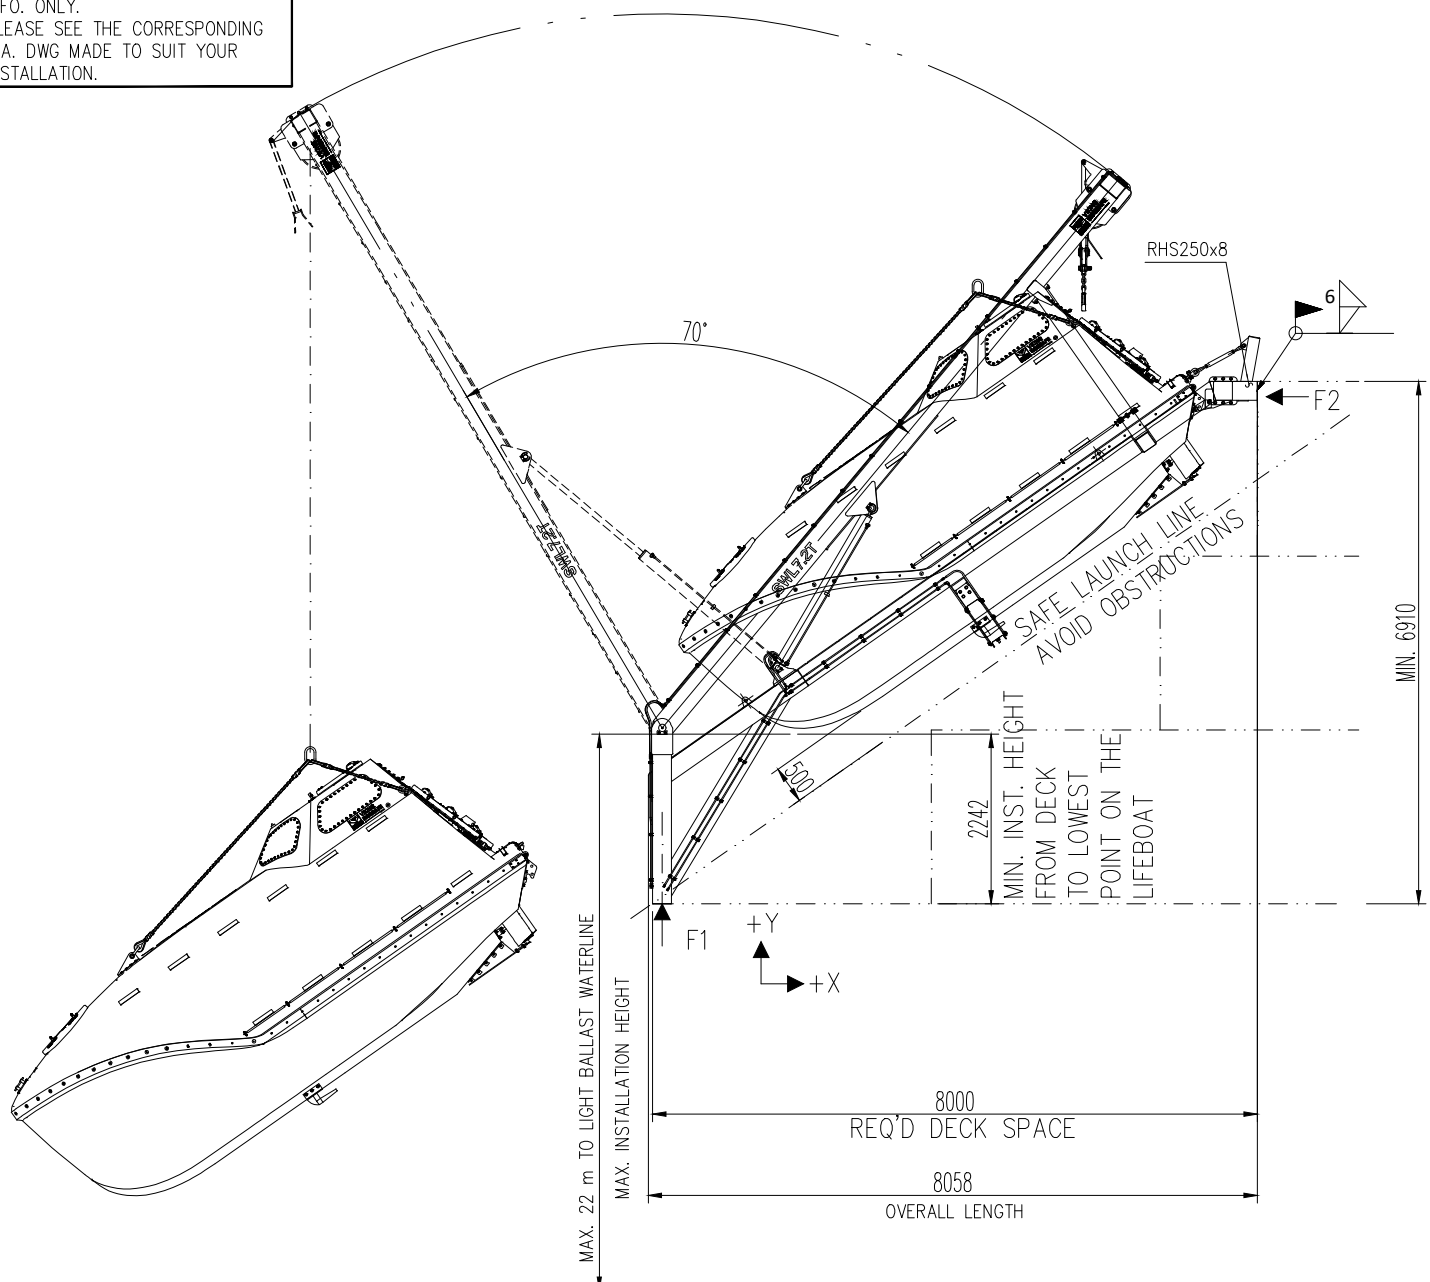 FO. ONLY.
LEASE SEE THE CORRESPONDING
A. DWG MADE TO SUIT YOUR
STALLATION.
RHS250x8
6
70°
F2
SWL7.2T
SWL7.2T
SAFE LAUNCH LINE
AVOID OBSTRUCTIONS
MIN. 6910
500
2242
MIN. INST. HEIGHT
FROM DECK
TO LOWEST
POINT ON THE
LIFEBOAT
F1
+Y
+X
MAX. 22 m TO LIGHT BALLAST WATERLINE
MAX. INSTALLATION HEIGHT
8000
REQ'D DECK SPACE
8058
OVERALL LENGTH